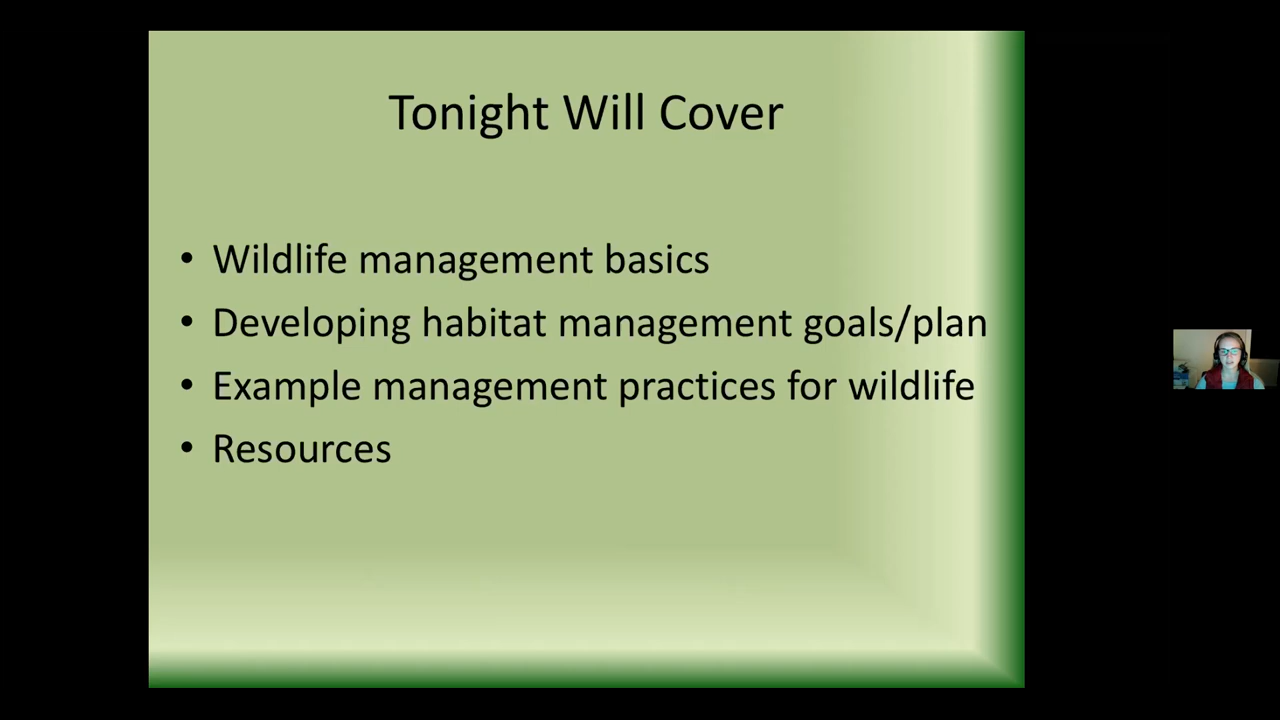 Tonight Will Cover
• Wildlife management basics
• Developing habitat management goals/plan
• Example management practices for wildlife
• Resources